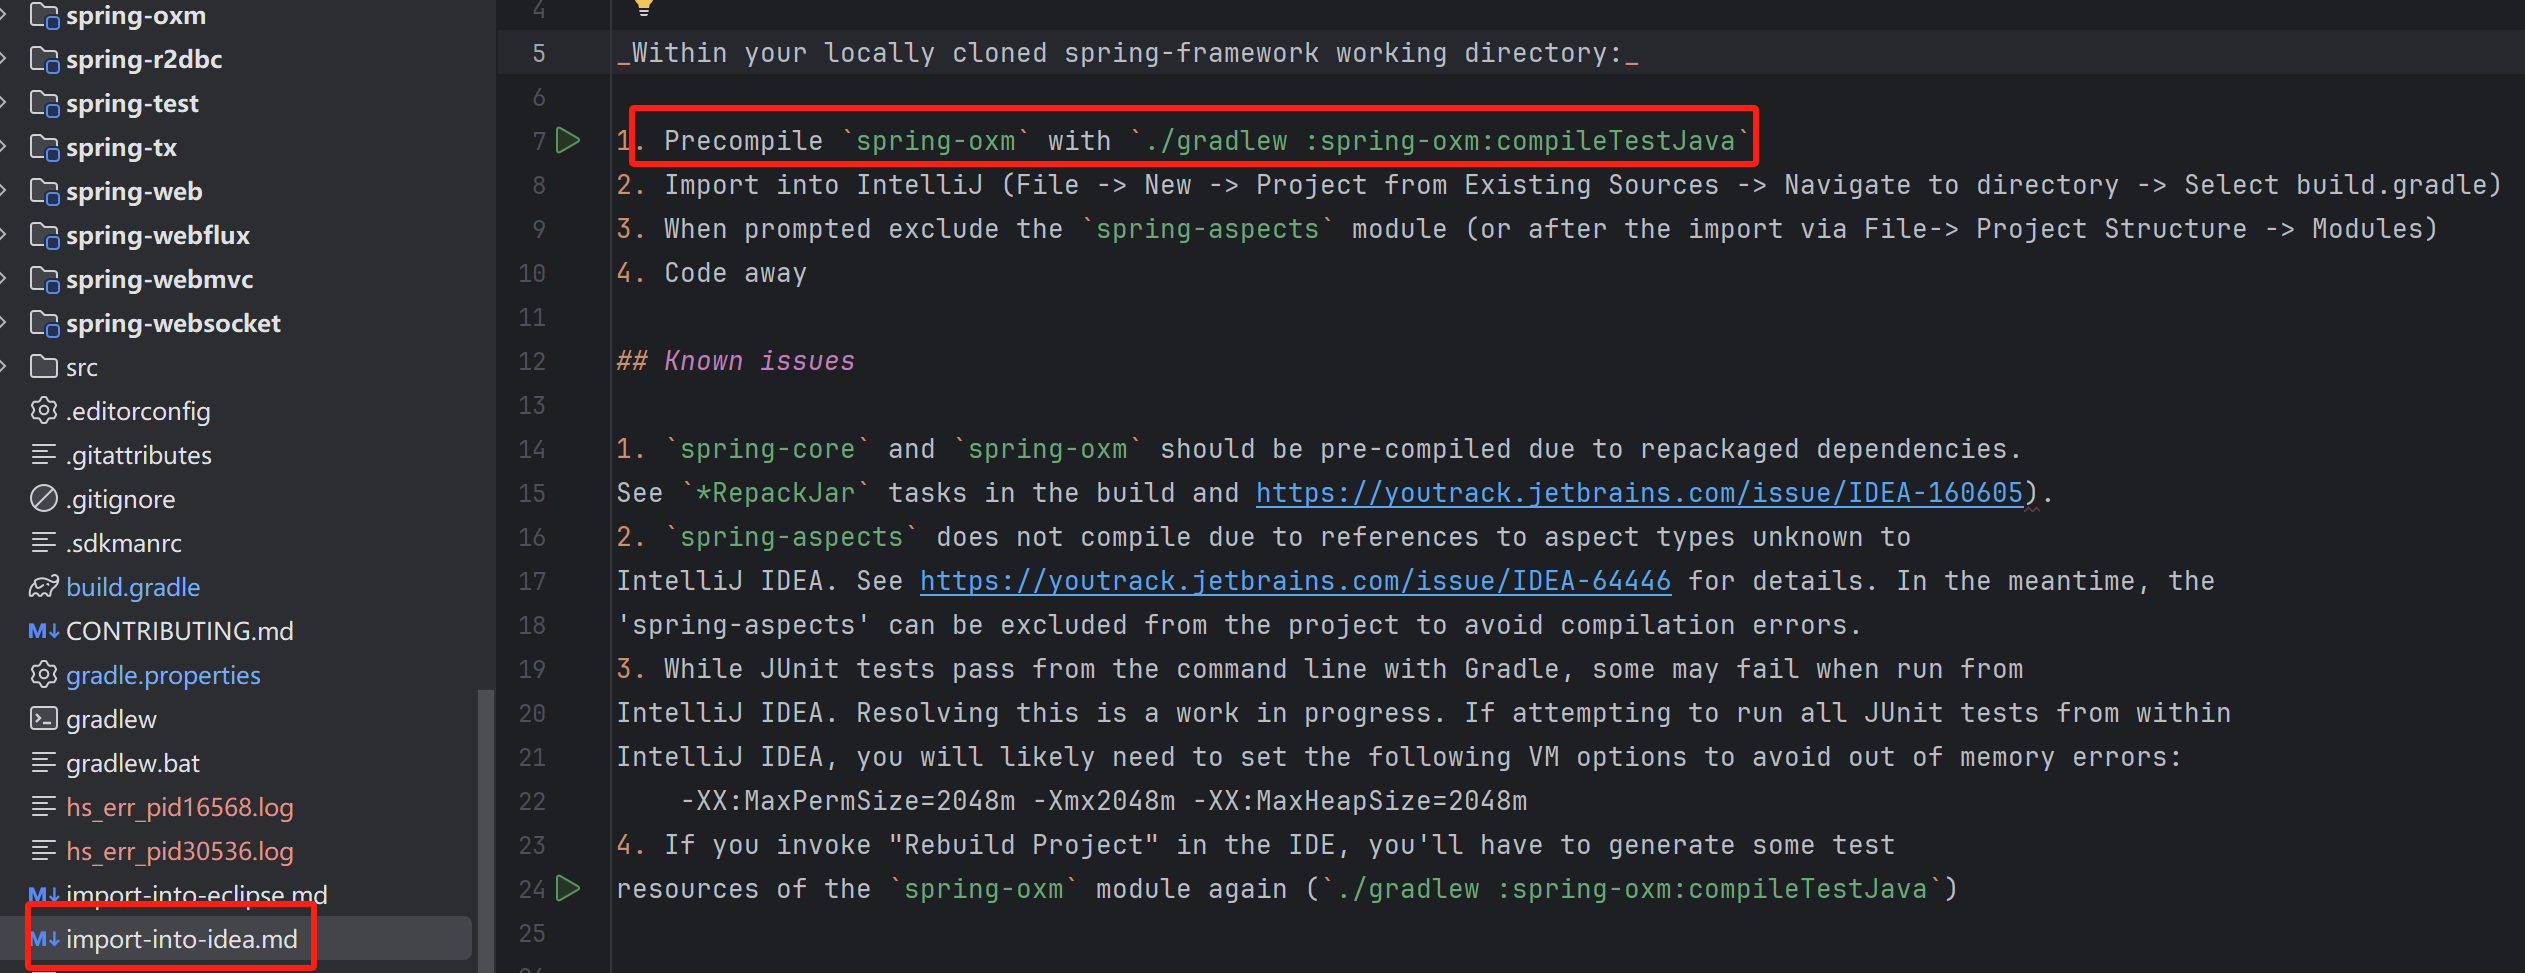 spring-oxm
spring-r2dbc
spring-test
spring-tx
spring-web
spring-webflux
spring-webmvc
spring-websocket
src
.editorconfig
.gitattributes
.gitignore
.sdkmanrc
build.gradle
M↓ CONTRIBUTING.md
gradle.properties
gradlew
gradlew.bat
hs_err_pid16568.log
hs_err_pid30536.log
M↓ import-into-eclipse.md
M↓ import-into-idea.md
4
5 _Within your locally cloned spring-framework working directory:_
6
7 1. Precompile `spring-oxm` with `./gradlew :spring-oxm:compileTestJava`
8 2. Import into IntelliJ (File -> New -> Project from Existing Sources -> Navigate to directory -> Select build.gradle)
9 3. When prompted exclude the `spring-aspects` module (or after the import via File-> Project Structure -> Modules)
10 4. Code away
11
12 ## Known issues
13
14 1. `spring-core` and `spring-oxm` should be pre-compiled due to repackaged dependencies.
15 See `*RepackJar` tasks in the build and https://youtrack.jetbrains.com/issue/IDEA-160605).
16 2. `spring-aspects` does not compile due to references to aspect types unknown to
17 IntelliJ IDEA. See https://youtrack.jetbrains.com/issue/IDEA-64446 for details. In the meantime, the
18 'spring-aspects' can be excluded from the project to avoid compilation errors.
19 3. While JUnit tests pass from the command line with Gradle, some may fail when run from
20 IntelliJ IDEA. Resolving this is a work in progress. If attempting to run all JUnit tests from within
21 IntelliJ IDEA, you will likely need to set the following VM options to avoid out of memory errors:
22 -XX:MaxPermSize=2048m -Xmx2048m -XX:MaxHeapSize=2048m
23 4. If you invoke "Rebuild Project" in the IDE, you'll have to generate some test
24 resources of the `spring-oxm` module again (`./gradlew :spring-oxm:compileTestJava`)
25